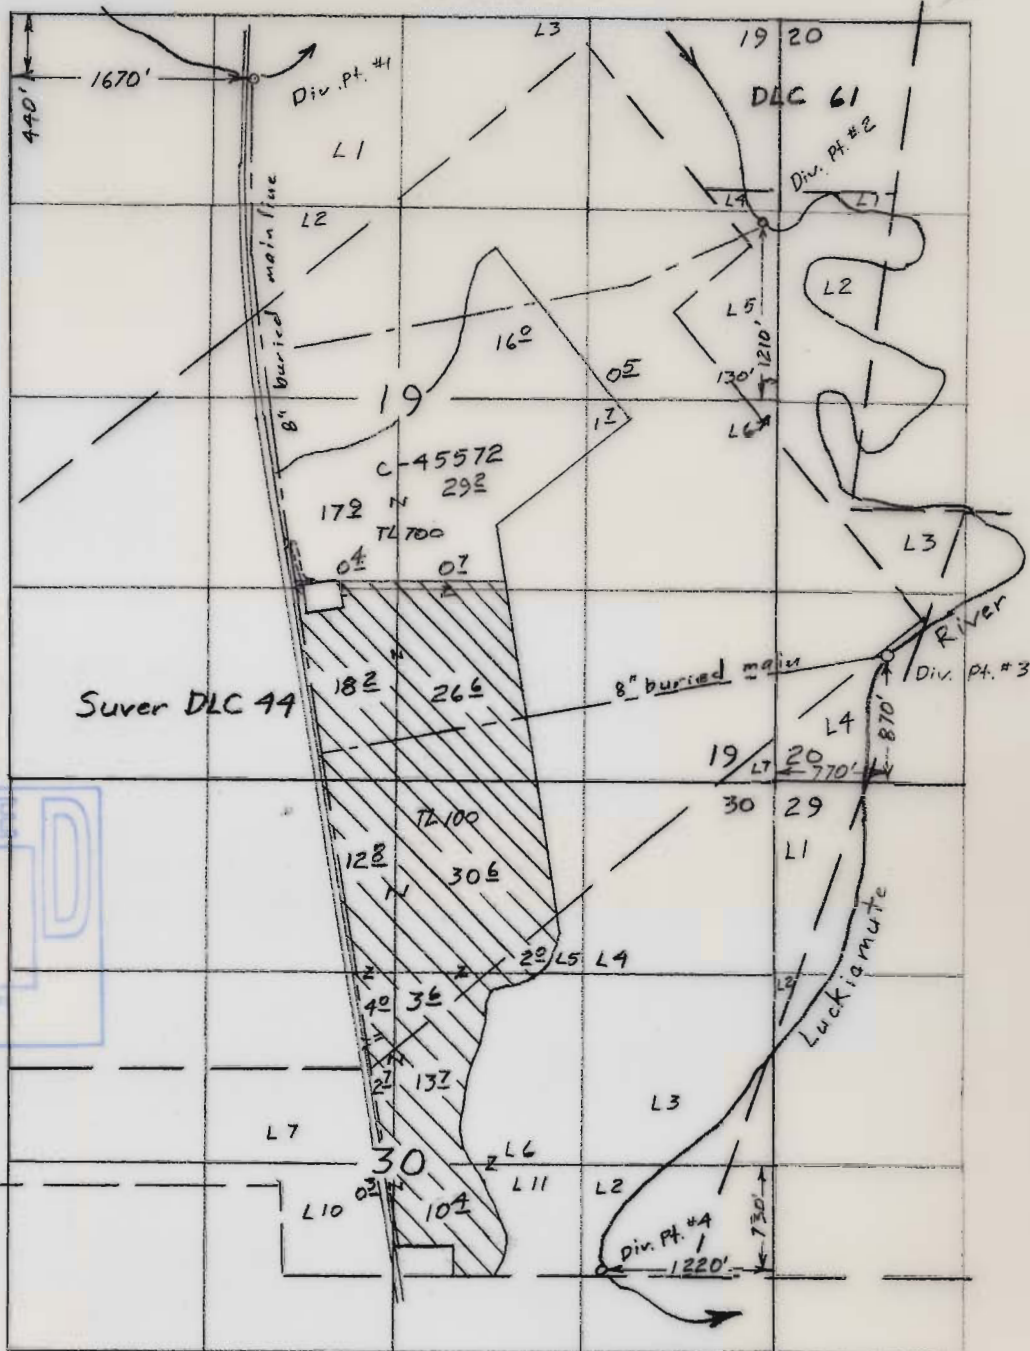 L3
19 | 20
1670'
440'
Div. Pt. #1
DLC 61
L1
Div. Pt. #2
8" buried main line
L2
L4
L7
L2
L5
1210'
16.0
0.5
130'
19
1.7
L6
C-45572
29.2
17.9
N
TL 700
L3
0.4
0.7
River
8" buried main
Div. Pt. #3
18.2
26.6
Suver DLC 44
L4
870'
19
20
L7
770'
30
29
TL 100
L1
12.8
30.6
N
Luckiamute
2.0
L5
L4
L2
4.0
3.6
2.7
13.7
L3
L7
30
L6
L11
L2
0.3
L10
10.4
730'
Div. Pt. #4
1220'
D